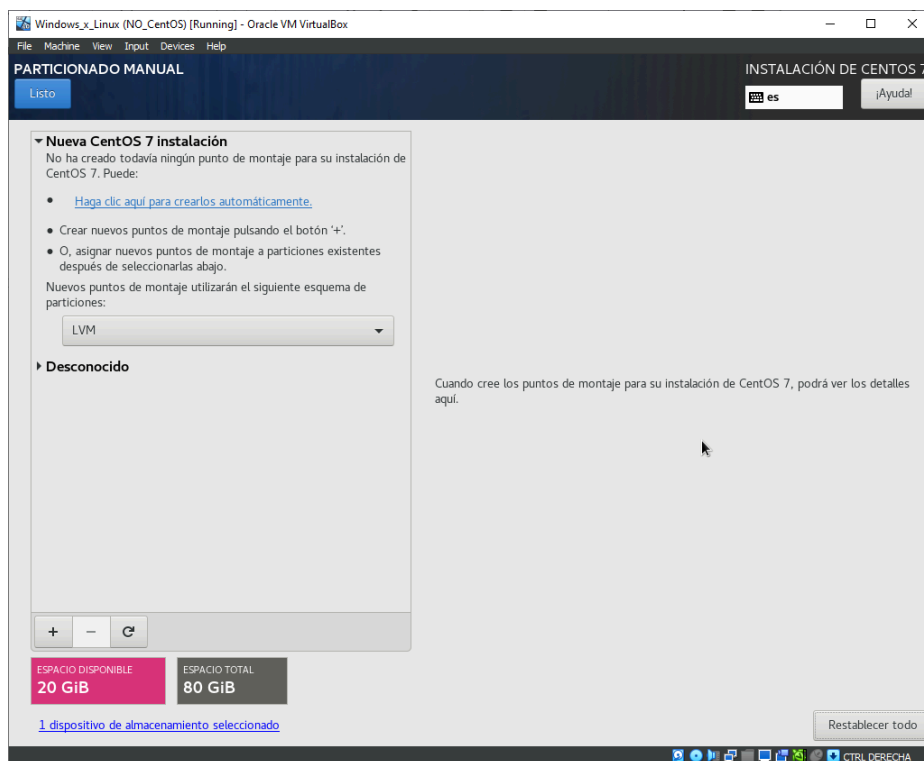 Windows_x_Linux (NO_CentOS) [Running] - Oracle VM VirtualBox
File Machine View Input Devices Help
PARTICIONADO MANUAL
INSTALACIÓN DE CENTOS 7
Listo
es
¡Ayuda!
Nueva CentOS 7 instalación
No ha creado todavía ningún punto de montaje para su instalación de
CentOS 7. Puede:
Haga clic aquí para crearlos automáticamente.
Crear nuevos puntos de montaje pulsando el botón '+'.
O, asignar nuevos puntos de montaje a particiones existentes
después de seleccionarlas abajo.
Nuevos puntos de montaje utilizarán el siguiente esquema de
particiones:
LVM
Desconocido
Cuando cree los puntos de montaje para su instalación de CentOS 7, podrá ver los detalles
aquí.
ESPACIO DISPONIBLE
20 GiB
ESPACIO TOTAL
80 GiB
1 dispositivo de almacenamiento seleccionado
Restablecer todo
CTRL DERECHA